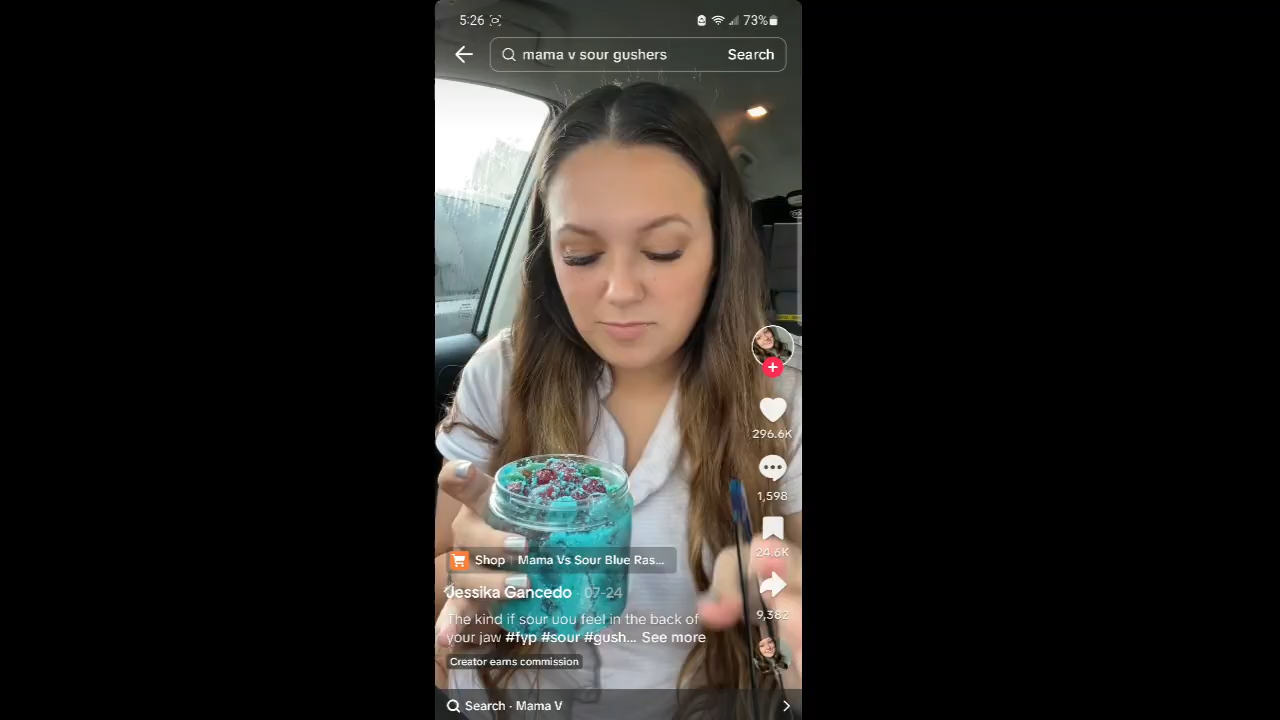 5:26
73%
mama v sour gushers
Search
296.6K
1,598
24.6K
9,382
Shop | Mama Vs Sour Blue Ras...
Jessika Gancedo · 07-24
The kind if sour uou feel in the back of
your jaw #fyp #sour #gush... See more
Creator earns commission
Search · Mama V